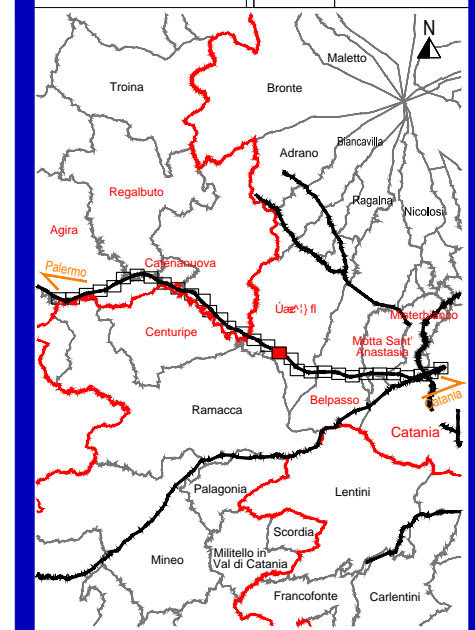 N
Maletto
Troina
Bronte
Biancavilla
Adrano
Regalbuto
Ragalna
Nicolosi
Agira
Catenanuova
Palermo
Misterbianco
Centuripe
Motta Sant'
Anastasia
Belpasso
Ramacca
Catania
Catania
Palagonia
Lentini
Scordia
Mineo
Militello in
Val di Catania
Francofonte
Carlentini